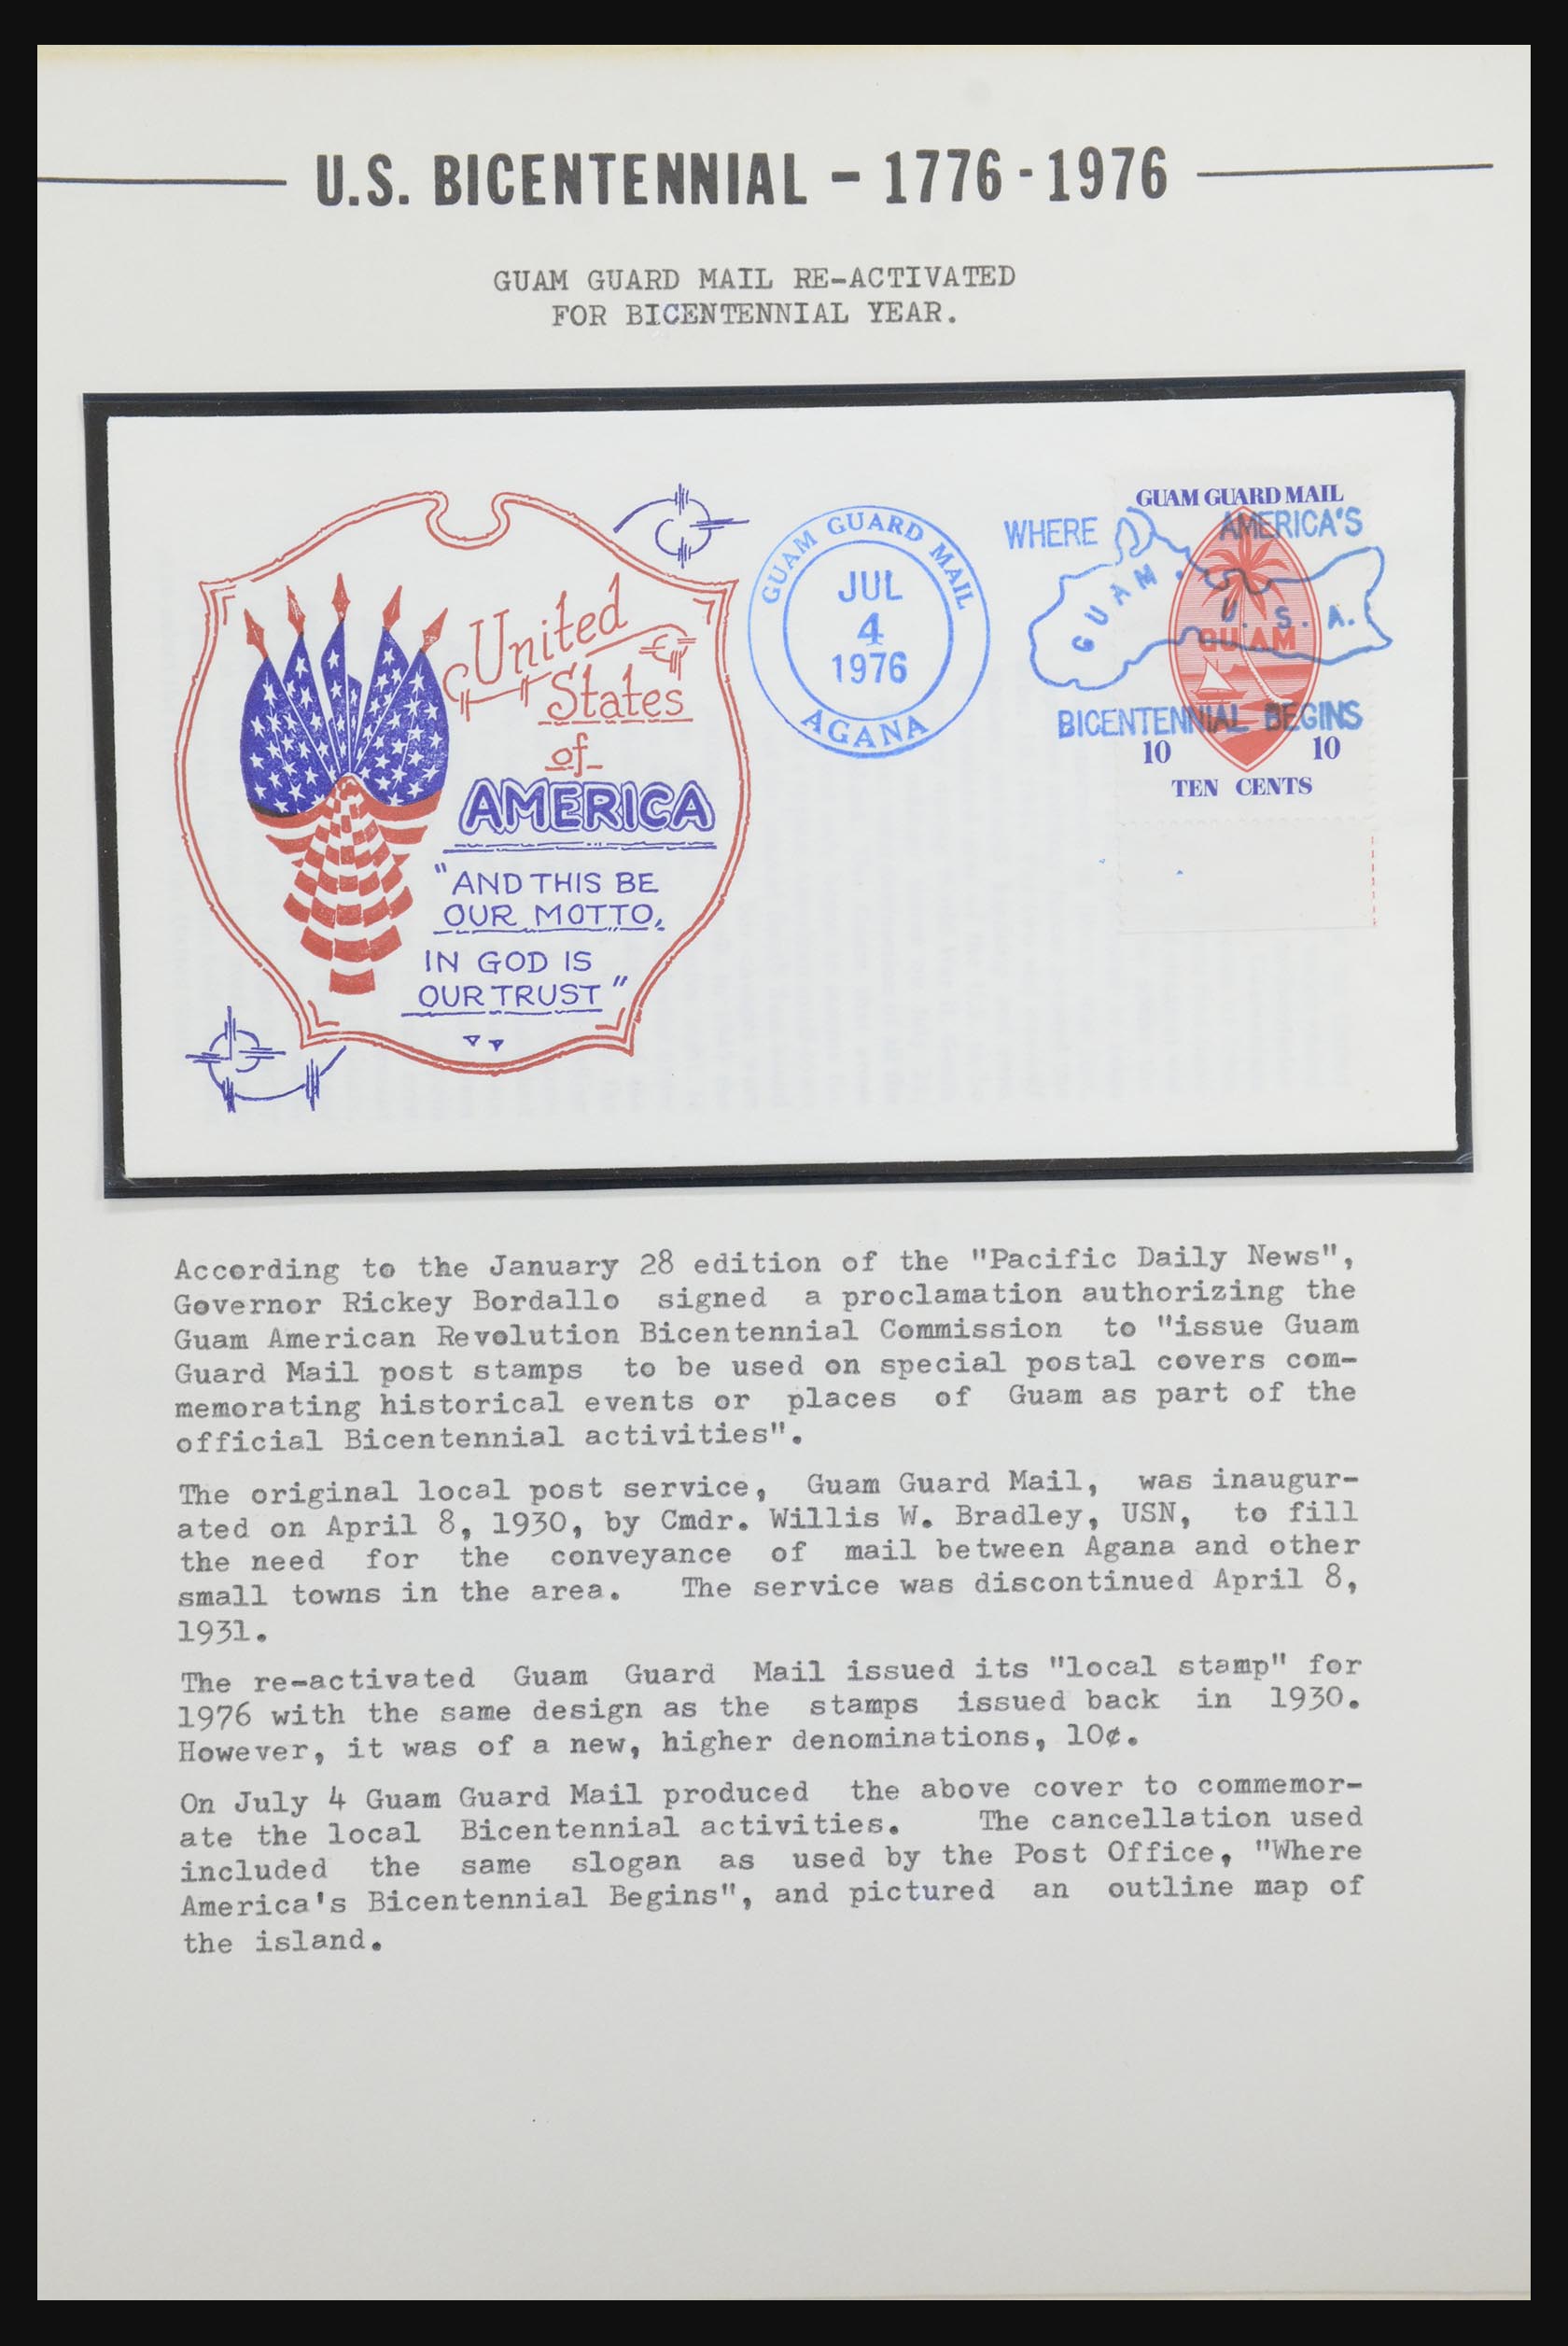 U.S. BICENTENNIAL – 1776-1976
GUAM GUARD MAIL RE-ACTIVATED
FOR BICENTENNIAL YEAR.
United
States
of
AMERICA
"AND THIS BE
OUR MOTTO,
IN GOD IS
OUR TRUST"
GUAM GUARD MAIL
JUL
4
1976
AGANA
GUAM GUARD MAIL
WHERE AMERICA'S
GUAM. U.S.A.
GUAM
BICENTENNIAL BEGINS
10 10
TEN CENTS
According to the January 28 edition of the "Pacific Daily News",
Governor Rickey Bordallo signed a proclamation authorizing the
Guam American Revolution Bicentennial Commission to "issue Guam
Guard Mail post stamps to be used on special postal covers com-
memorating historical events or places of Guam as part of the
official Bicentennial activities".
The original local post service, Guam Guard Mail, was inaugur-
ated on April 8, 1930, by Cmdr. Willis W. Bradley, USN, to fill
the need for the conveyance of mail between Agana and other
small towns in the area. The service was discontinued April 8,
1931.
The re-activated Guam Guard Mail issued its "local stamp" for
1976 with the same design as the stamps issued back in 1930.
However, it was of a new, higher denominations, 10¢.
On July 4 Guam Guard Mail produced the above cover to commemor-
ate the local Bicentennial activities. The cancellation used
included the same slogan as used by the Post Office, "Where
America's Bicentennial Begins", and pictured an outline map of
the island.